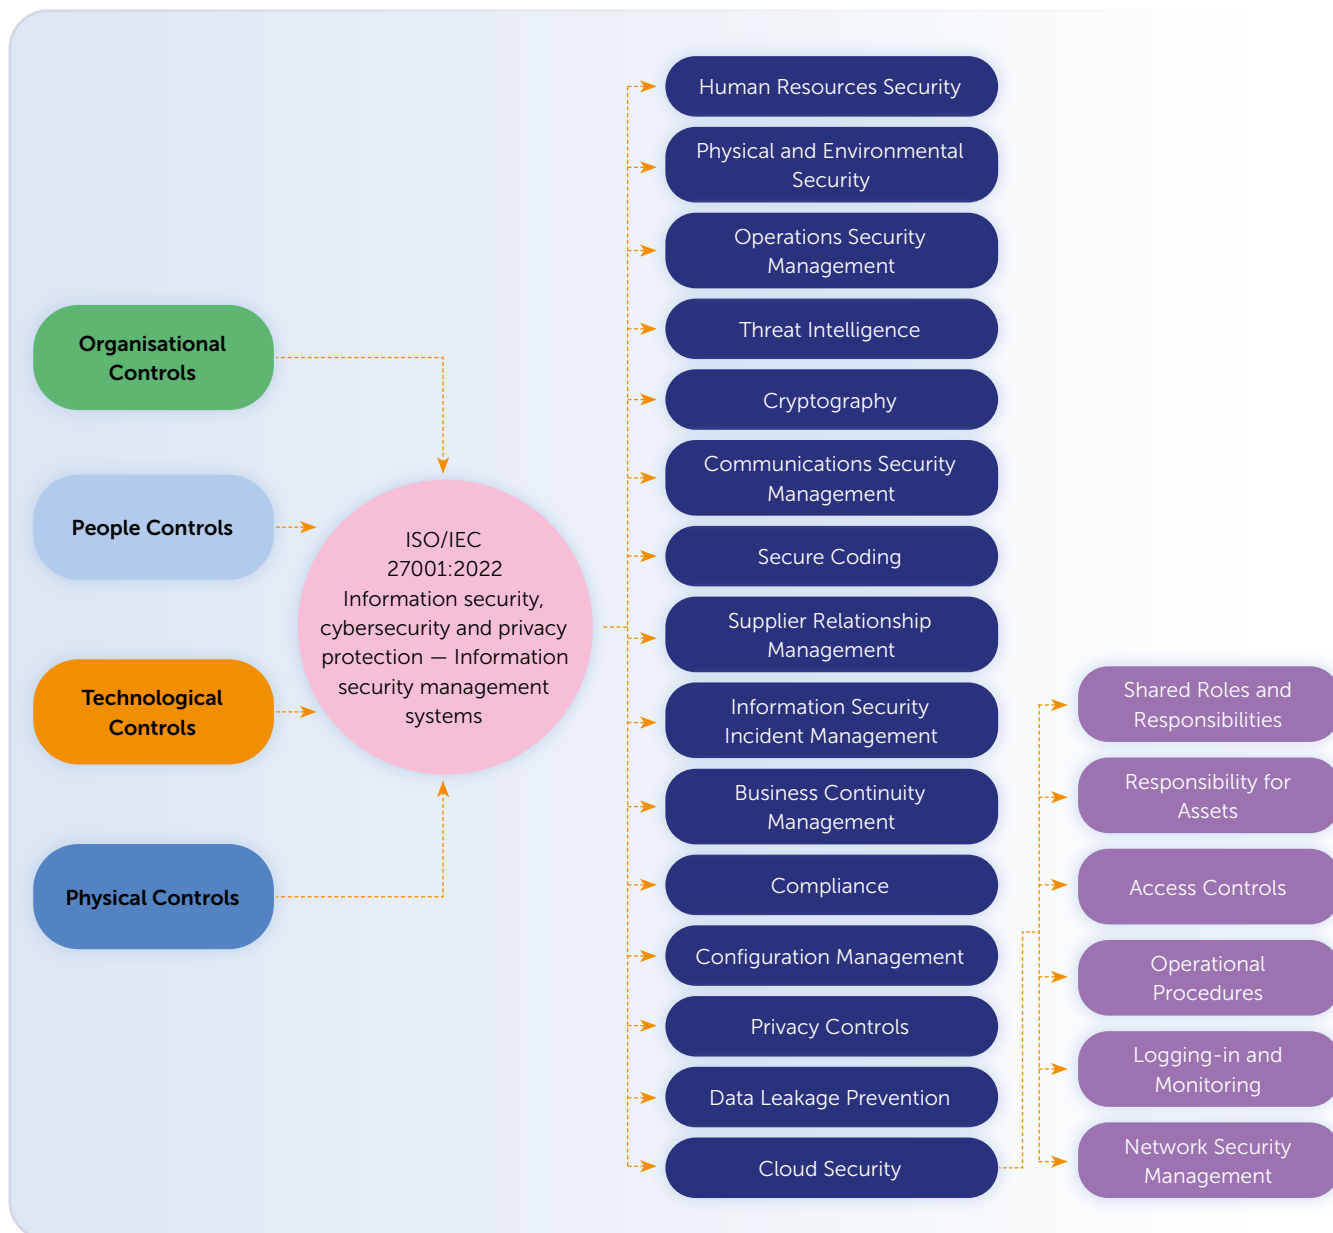 Organisational
Controls
People Controls
Technological
Controls
Physical Controls
ISO/IEC
27001:2022
Information security,
cybersecurity and privacy
protection — Information
security management
systems
Human Resources Security
Physical and Environmental
Security
Operations Security
Management
Threat Intelligence
Cryptography
Communications Security
Management
Secure Coding
Supplier Relationship
Management
Information Security
Incident Management
Business Continuity
Management
Compliance
Configuration Management
Privacy Controls
Data Leakage Prevention
Cloud Security
Shared Roles and
Responsibilities
Responsibility for
Assets
Access Controls
Operational
Procedures
Logging-in and
Monitoring
Network Security
Management